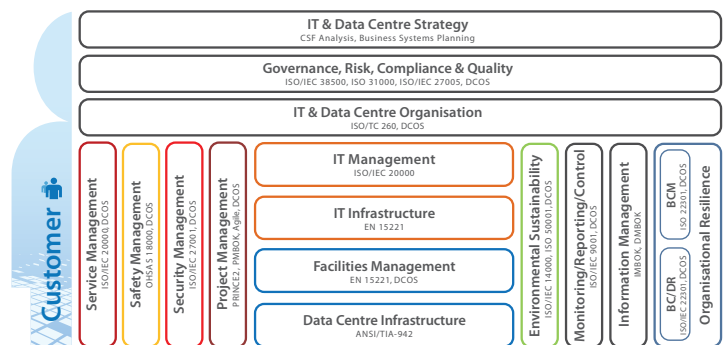 IT & Data Centre Strategy
CSF Analysis, Business Systems Planning
Governance, Risk, Compliance & Quality
ISO/IEC 38500, ISO 31000, ISO/IEC 27005, DCOS
IT & Data Centre Organisation
ISO/TC 260, DCOS
Customer
Service Management
ISO/IEC 20000, DCOS
Safety Management
OHSAS 18000, DCOS
Security Management
ISO/IEC 27001, DCOS
Project Management
PRINCE2, PMBOK, Agile, DCOS
IT Management
ISO/IEC 20000
IT Infrastructure
EN 15221
Facilities Management
EN 15221, DCOS
Data Centre Infrastructure
ANSI/TIA-942
Environmental Sustainability
ISO/IEC 14000, ISO 50001, DCOS
Monitoring/Reporting/Control
ISO/IEC 9001, DCOS
Information Management
IMBOK, DMBOK
BCM
ISO 22301, DCOS
BC/DR
ISO/IEC 22301, DCOS
Organisational Resilience